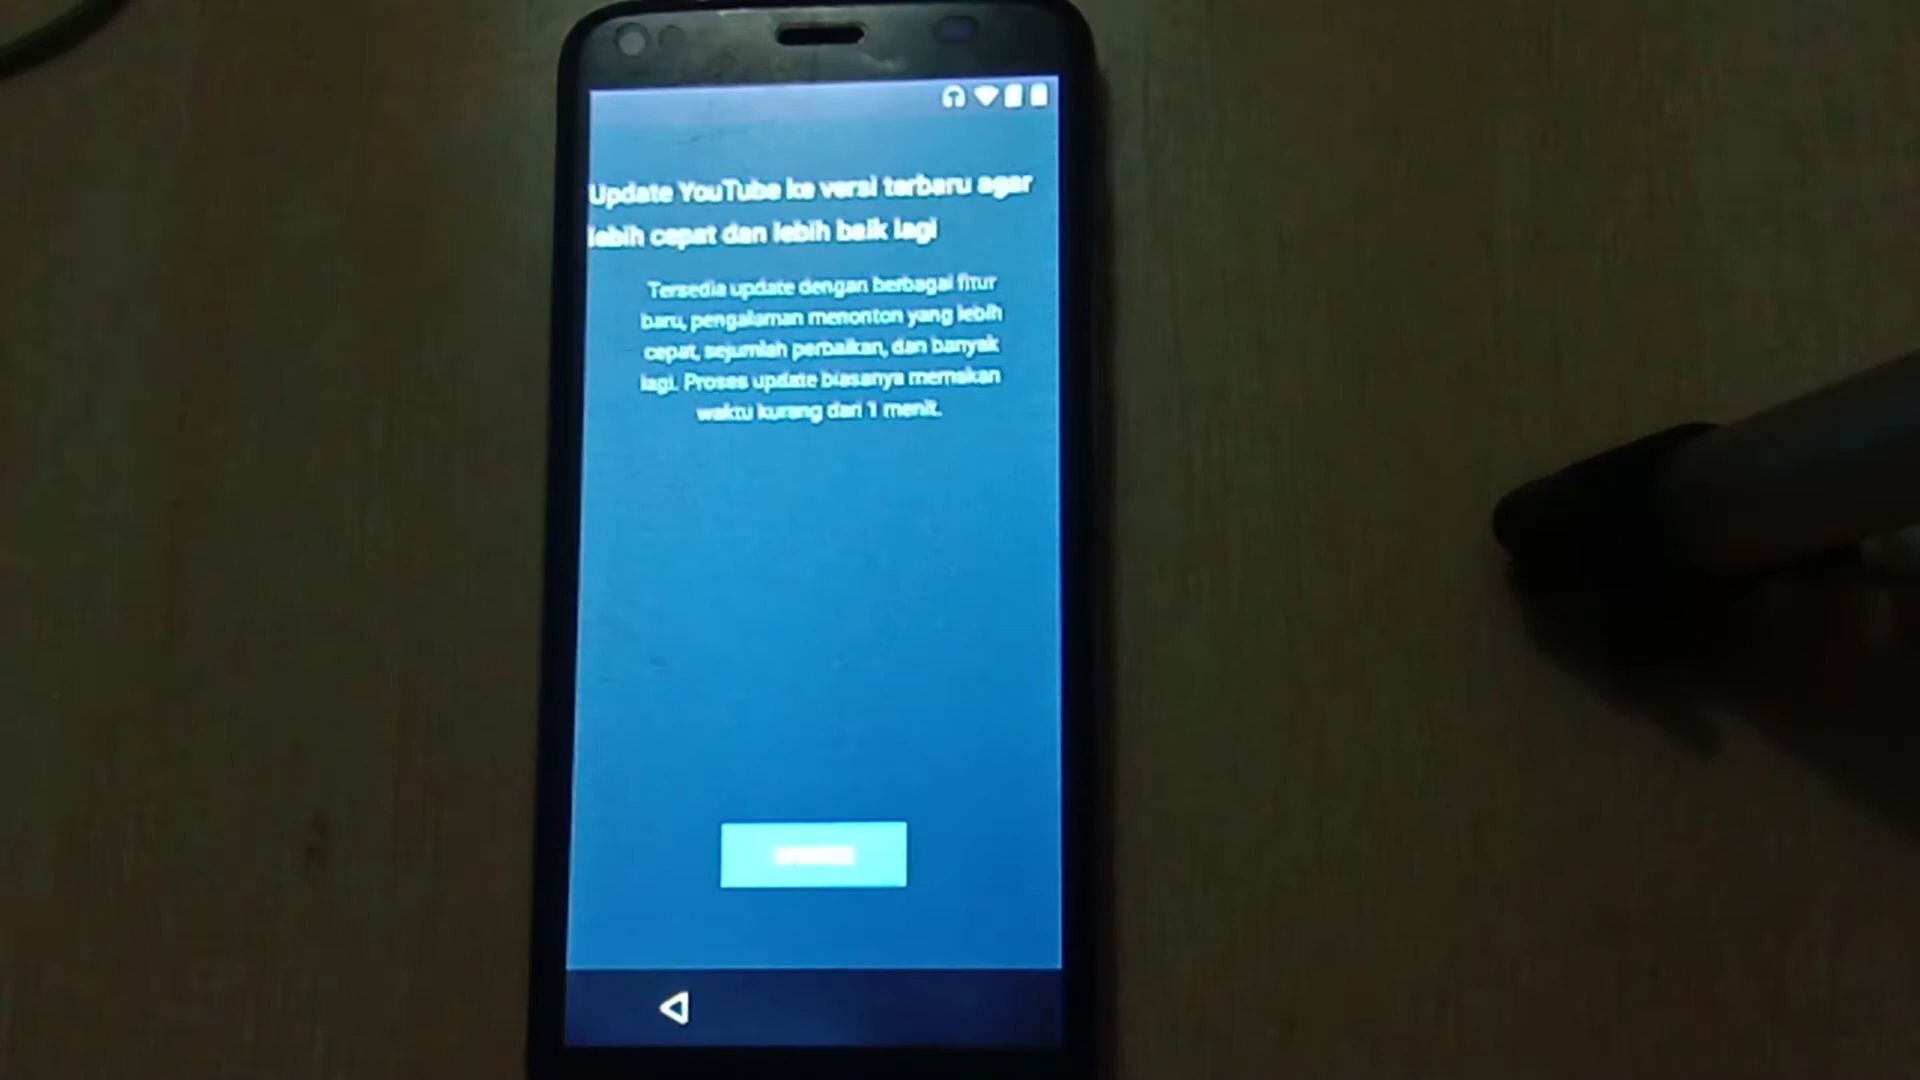 Update YouTube ke versi terbaru agar
lebih cepat dan lebih baik lagi
Tersedia update dengan berbagai fitur
baru, pengalaman menonton yang lebih
cepat, sejumlah perbaikan, dan banyak
lagi. Proses update biasanya memakan
waktu kurang dari 1 menit.